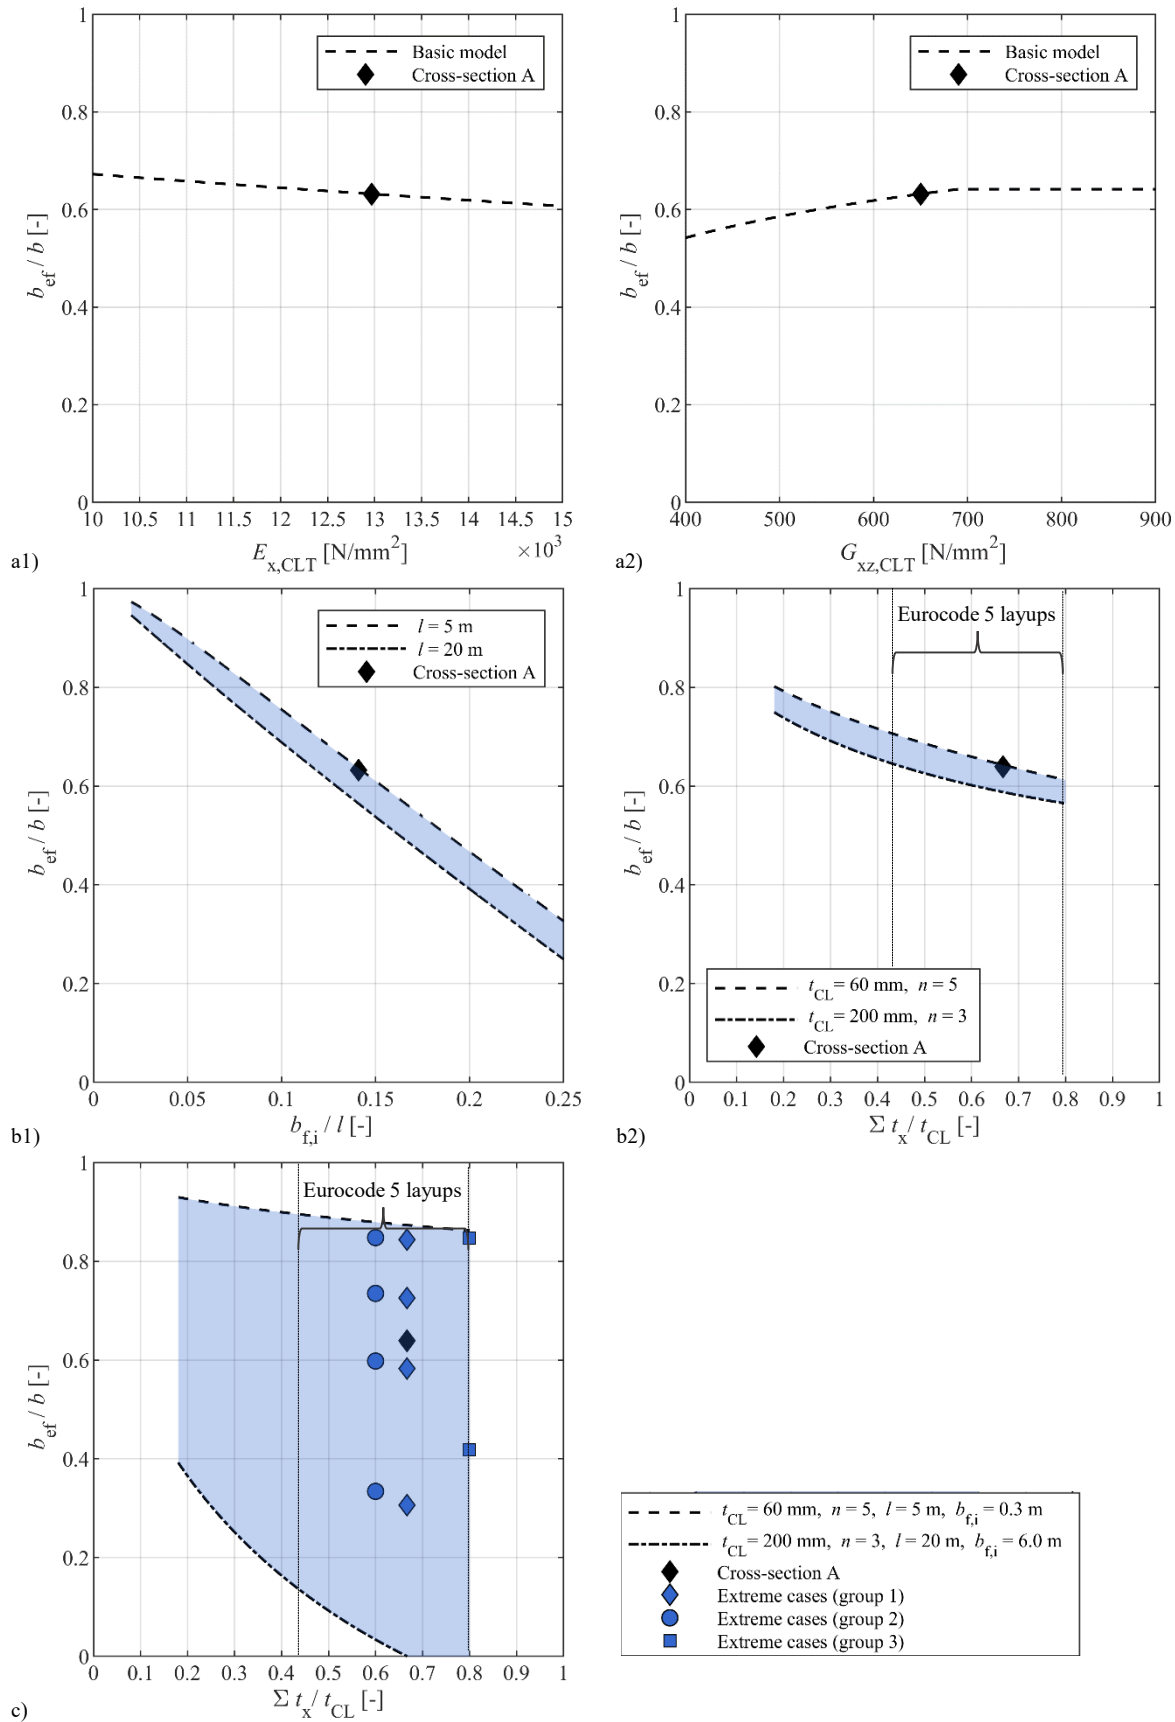 1
0.8
0.6
0.4
0.2
0
b_ef / b [-]
Basic model
Cross-section A
10 10.5 11 11.5 12 12.5 13 13.5 14 14.5 15
E_x,CLT [N/mm²]
×10³
a1)
1
0.8
0.6
0.4
0.2
0
b_ef / b [-]
Basic model
Cross-section A
400 500 600 700 800 900
G_xz,CLT [N/mm²]
a2)
1
0.8
0.6
0.4
0.2
0
b_ef / b [-]
l = 5 m
l = 20 m
Cross-section A
0 0.05 0.1 0.15 0.2 0.25
b_f,i / l [-]
b1)
1
0.8
0.6
0.4
0.2
0
b_ef / b [-]
Eurocode 5 layups
t_CL = 60 mm, n = 5
t_CL = 200 mm, n = 3
Cross-section A
0 0.1 0.2 0.3 0.4 0.5 0.6 0.7 0.8 0.9 1
Σ t_x / t_CL [-]
b2)
1
0.8
0.6
0.4
0.2
0
b_ef / b [-]
Eurocode 5 layups
0 0.1 0.2 0.3 0.4 0.5 0.6 0.7 0.8 0.9 1
Σ t_x / t_CL [-]
c)
t_CL = 60 mm, n = 5, l = 5 m, b_f,i = 0.3 m
t_CL = 200 mm, n = 3, l = 20 m, b_f,i = 6.0 m
Cross-section A
Extreme cases (group 1)
Extreme cases (group 2)
Extreme cases (group 3)